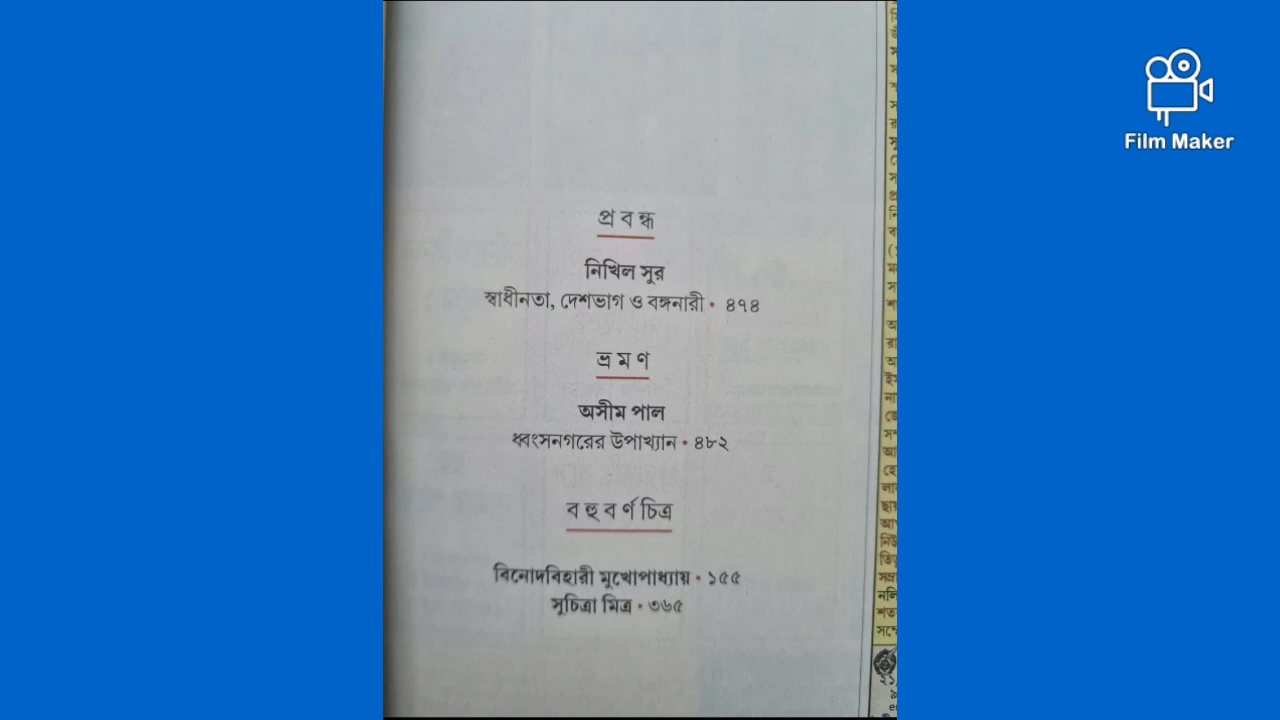 প্রবন্ধ
নিখিল সুর
স্বাধীনতা, দেশভাগ ও বঙ্গনারী • ৪৭৪
ভ্রমণ
অসীম পাল
ধ্বংসনগরের উপাখ্যান • ৪৮২
বহুবর্ণচিত্র
বিনোদবিহারী মুখোপাধ্যায় • ১৫৫
সুচিত্রা মিত্র • ৩৬৫
Film Maker